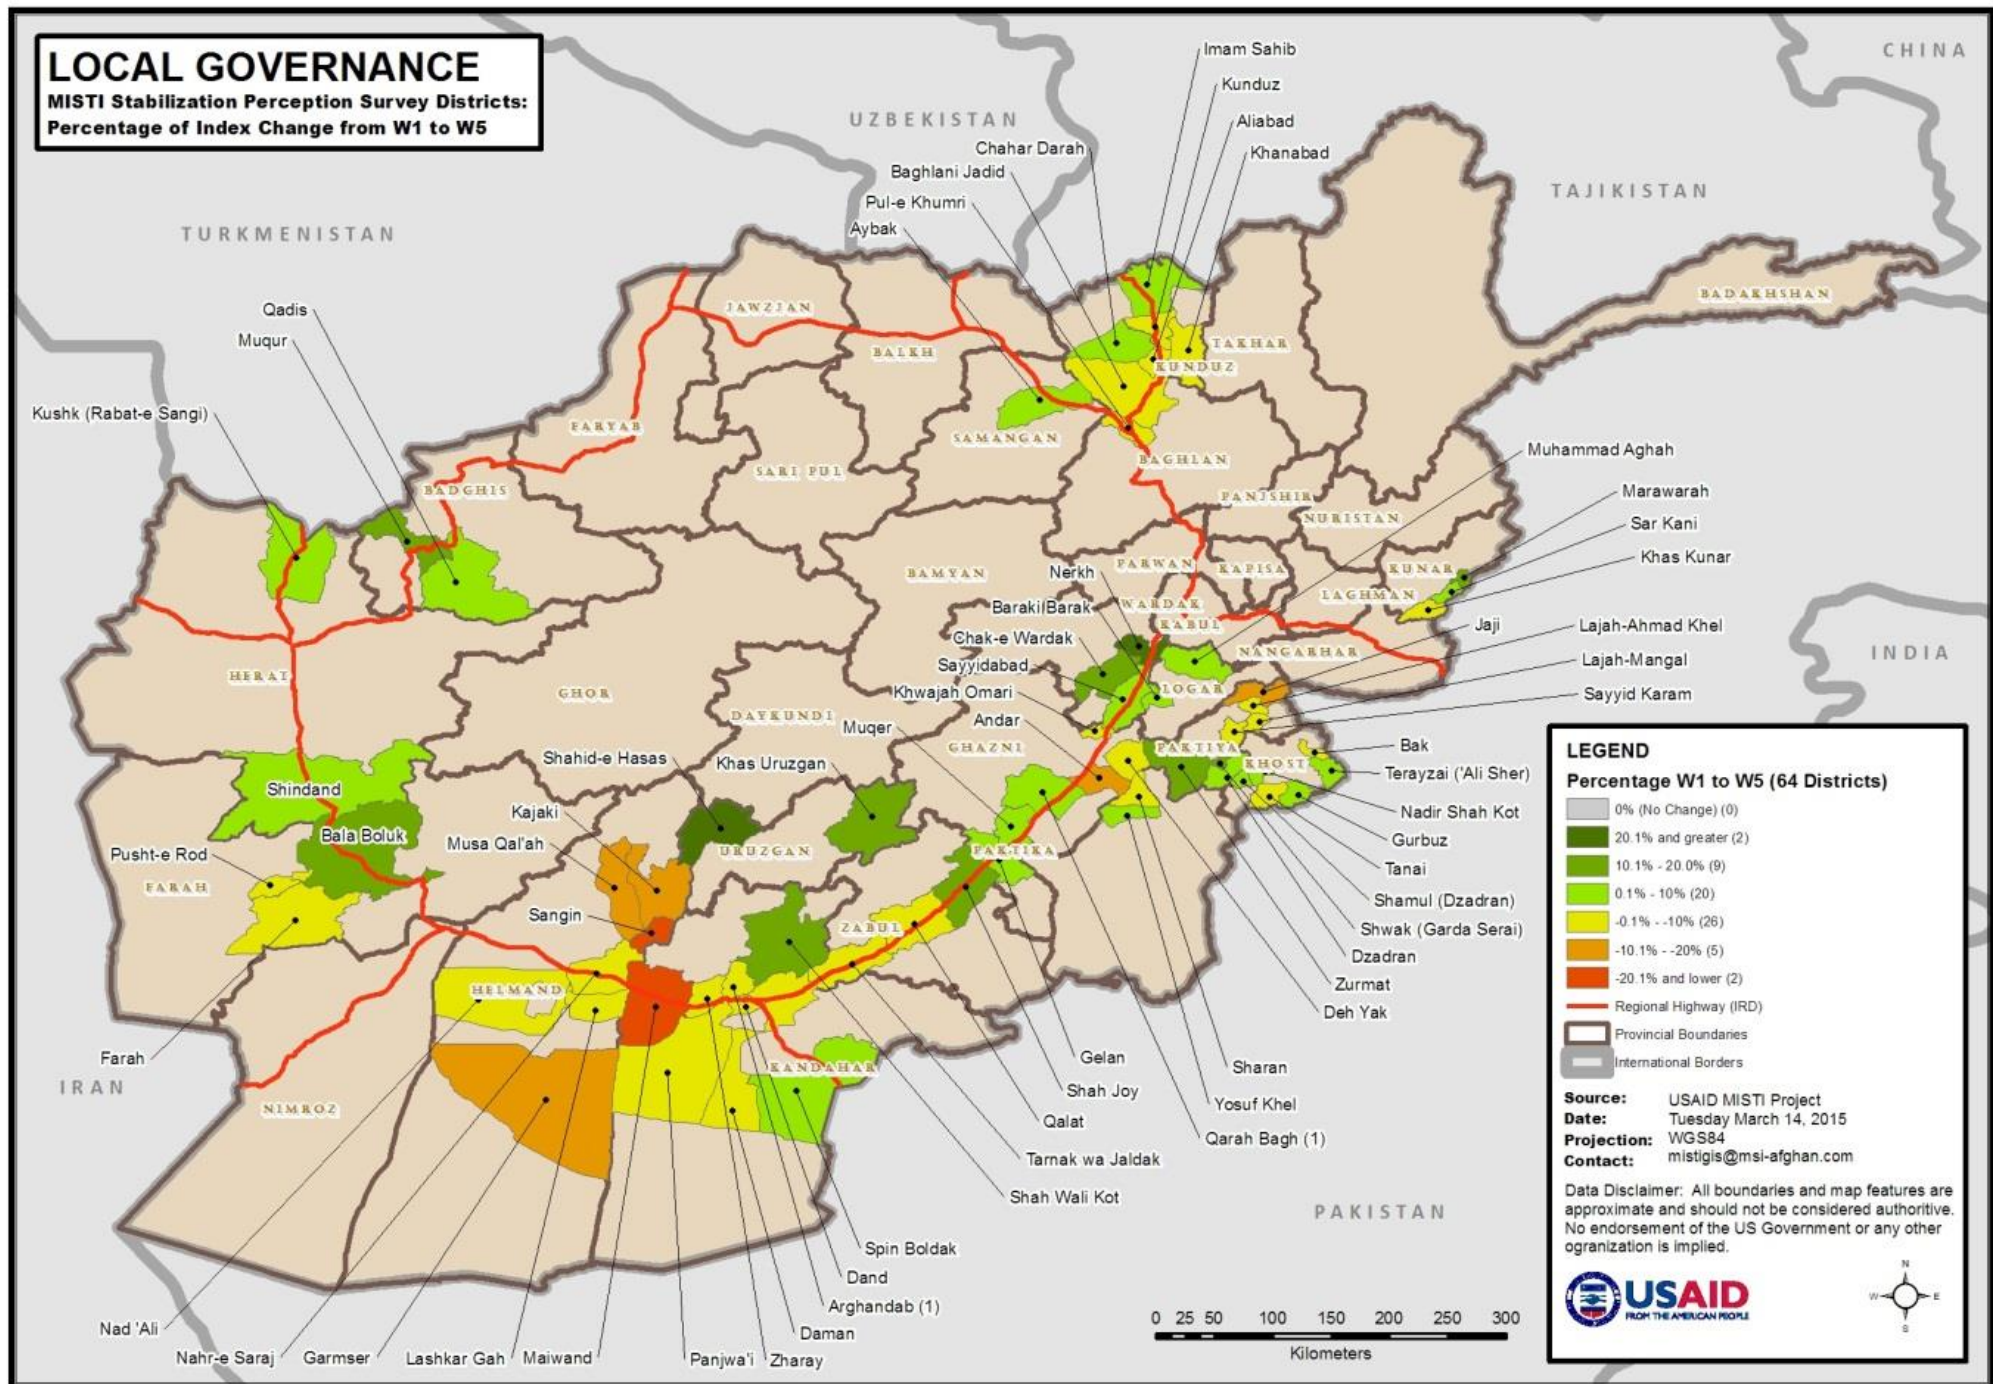 LOCAL GOVERNANCE
MISTI Stabilization Perception Survey Districts:
Percentage of Index Change from W1 to W5
CHINA
UZBEKISTAN
TAJIKISTAN
TURKMENISTAN
INDIA
IRAN
PAKISTAN
Imam Sahib
Kunduz
Aliabad
Khanabad
Chahar Darah
Baghlani Jadid
Pul-e Khumri
Aybak
Qadis
Muqur
Kushk (Rabat-e Sangi)
JAWZJAN
BALKH
KUNDUZ
TAKHAR
BADAKHSHAN
FARYAB
SAMANGAN
SARI PUL
BAGHLAN
BADGHIS
PANJSHIR
NURISTAN
BAMYAN
PARWAN
KAPISA
KUNAR
LAGHMAN
WARDAK
KABUL
NANGARHAR
LOGAR
HERAT
GHOR
DAYKUNDI
GHAZNI
PAKTIYA
KHOST
URUZGAN
PAKTIKA
FARAH
ZABUL
HELMAND
KANDAHAR
NIMROZ
Muhammad Aghah
Marawarah
Sar Kani
Khas Kunar
Jaji
Lajah-Ahmad Khel
Lajah-Mangal
Sayyid Karam
Nerkh
Baraki Barak
Chak-e Wardak
Sayyidabad
Khwajah Omari
Andar
Muqer
Shahid-e Hasas
Khas Uruzgan
Kajaki
Musa Qal'ah
Sangin
Shindand
Bala Boluk
Pusht-e Rod
Farah
Bak
Terayzai ('Ali Sher)
Nadir Shah Kot
Gurbuz
Tanai
Shamul (Dzadran)
Shwak (Garda Serai)
Dzadran
Zurmat
Deh Yak
Sharan
Yosuf Khel
Qarah Bagh (1)
Gelan
Shah Joy
Qalat
Tarnak wa Jaldak
Shah Wali Kot
Spin Boldak
Dand
Arghandab (1)
Daman
Zharay
Panjwa'i
Maiwand
Lashkar Gah
Garmser
Nahr-e Saraj
Nad 'Ali
LEGEND
Percentage W1 to W5 (64 Districts)
0% (No Change) (0)
20.1% and greater (2)
10.1% - 20.0% (9)
0.1% - 10% (20)
-0.1% - -10% (26)
-10.1% - -20% (5)
-20.1% and lower (2)
Regional Highway (IRD)
Provincial Boundaries
International Borders
Source: USAID MISTI Project
Date: Tuesday March 14, 2015
Projection: WGS84
Contact: mistigis@msi-afghan.com
Data Disclaimer: All boundaries and map features are
approximate and should not be considered authoritive.
No endorsement of the US Government or any other
ogranization is implied.
USAID
FROM THE AMERICAN PEOPLE
N
W
E
S
0 25 50 100 150 200 250 300
Kilometers